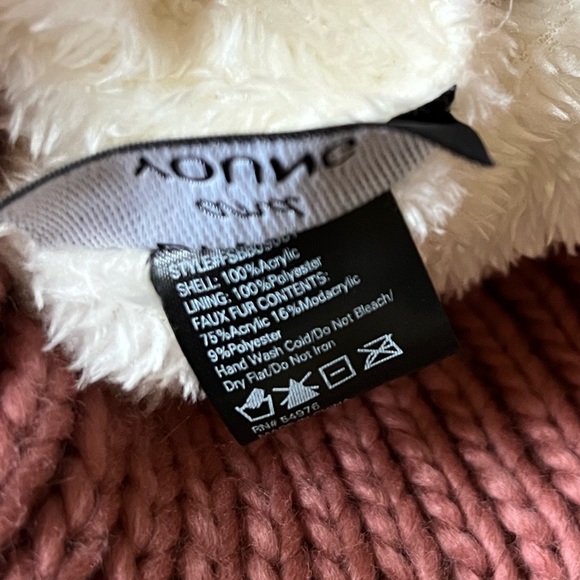 YOUNG
STYLE#
SHELL: 100%Acrylic
LINING: 100%Polyester
FAUX FUR CONTENTS:
75%Acrylic 16%Modacrylic
9%Polyester
Hand Wash Cold/Do Not Bleach/
Dry Flat/Do Not Iron
RN# 54976